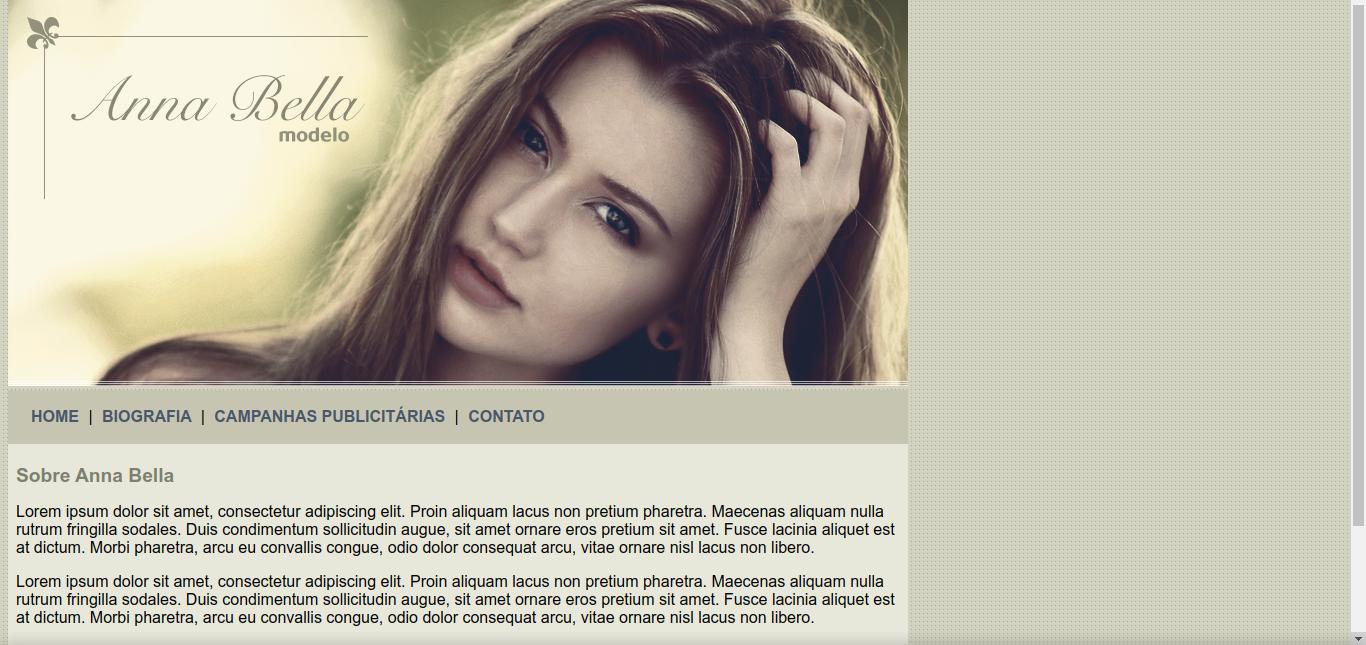 Anna Bella
modelo
HOME | BIOGRAFIA | CAMPANHAS PUBLICITÁRIAS | CONTATO
Sobre Anna Bella
Lorem ipsum dolor sit amet, consectetur adipiscing elit. Proin aliquam lacus non pretium pharetra. Maecenas aliquam nulla
rutrum fringilla sodales. Duis condimentum sollicitudin augue, sit amet ornare eros pretium sit amet. Fusce lacinia aliquet est
at dictum. Morbi pharetra, arcu eu convallis congue, odio dolor consequat arcu, vitae ornare nisl lacus non libero.
Lorem ipsum dolor sit amet, consectetur adipiscing elit. Proin aliquam lacus non pretium pharetra. Maecenas aliquam nulla
rutrum fringilla sodales. Duis condimentum sollicitudin augue, sit amet ornare eros pretium sit amet. Fusce lacinia aliquet est
at dictum. Morbi pharetra, arcu eu convallis congue, odio dolor consequat arcu, vitae ornare nisl lacus non libero.